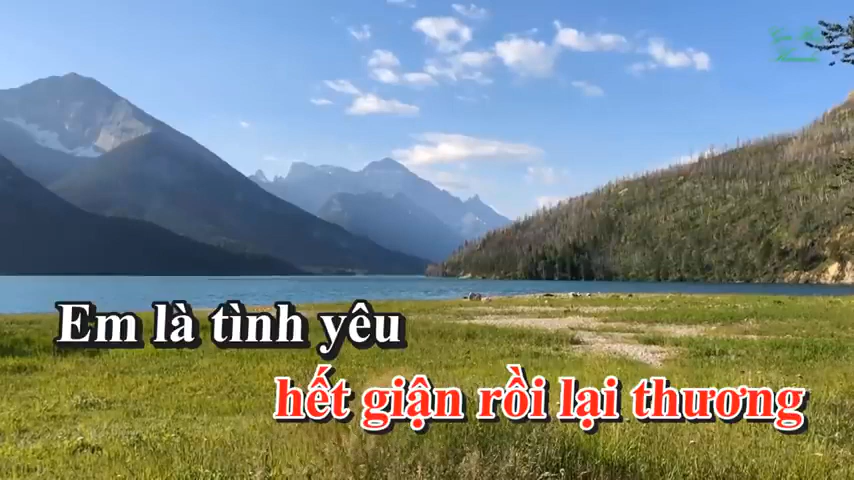 Em là tình yêu
hết giận rồi lại thương